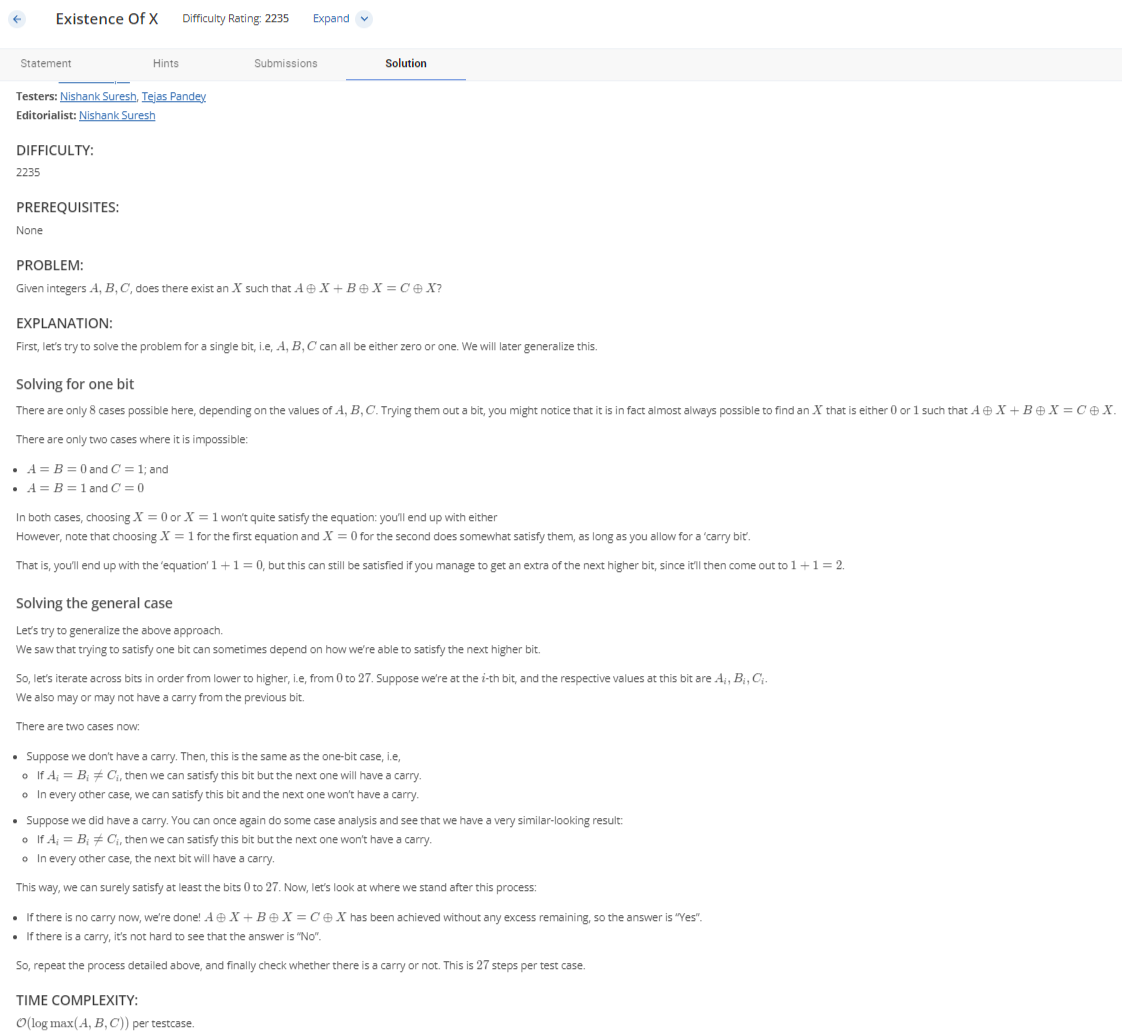 Existence Of X Difficulty Rating: 2235 Expand
Statement Hints Submissions Solution
Testers: Nishank Suresh, Tejas Pandey
Editorialist: Nishank Suresh
DIFFICULTY:
2235
PREREQUISITES:
None
PROBLEM:
Given integers A, B, C, does there exist an X such that A ⊕ X + B ⊕ X = C ⊕ X?
EXPLANATION:
First, let's try to solve the problem for a single bit, i.e, A, B, C can all be either zero or one. We will later generalize this.
Solving for one bit
There are only 8 cases possible here, depending on the values of A, B, C. Trying them out a bit, you might notice that it is in fact almost always possible to find an X that is either 0 or 1 such that A ⊕ X + B ⊕ X = C ⊕ X.
There are only two cases where it is impossible:
• A = B = 0 and C = 1; and
• A = B = 1 and C = 0
In both cases, choosing X = 0 or X = 1 won't quite satisfy the equation: you'll end up with either
However, note that choosing X = 1 for the first equation and X = 0 for the second does somewhat satisfy them, as long as you allow for a 'carry bit'.
That is, you'll end up with the 'equation' 1 + 1 = 0, but this can still be satisfied if you manage to get an extra of the next higher bit, since it'll then come out to 1 + 1 = 2.
Solving the general case
Let's try to generalize the above approach.
We saw that trying to satisfy one bit can sometimes depend on how we're able to satisfy the next higher bit.
So, let's iterate across bits in order from lower to higher, i.e, from 0 to 27. Suppose we're at the i-th bit, and the respective values at this bit are Aᵢ, Bᵢ, Cᵢ.
We also may or may not have a carry from the previous bit.
There are two cases now:
• Suppose we don't have a carry. Then, this is the same as the one-bit case, i.e,
○ If Aᵢ = Bᵢ ≠ Cᵢ, then we can satisfy this bit but the next one will have a carry.
○ In every other case, we can satisfy this bit and the next one won't have a carry.
• Suppose we did have a carry. You can once again do some case analysis and see that we have a very similar-looking result:
○ If Aᵢ = Bᵢ ≠ Cᵢ, then we can satisfy this bit but the next one won't have a carry.
○ In every other case, the next bit will have a carry.
This way, we can surely satisfy at least the bits 0 to 27. Now, let's look at where we stand after this process:
• If there is no carry now, we're done! A ⊕ X + B ⊕ X = C ⊕ X has been achieved without any excess remaining, so the answer is "Yes".
• If there is a carry, it's not hard to see that the answer is "No".
So, repeat the process detailed above, and finally check whether there is a carry or not. This is 27 steps per test case.
TIME COMPLEXITY:
𝒪(log max(A, B, C)) per testcase.